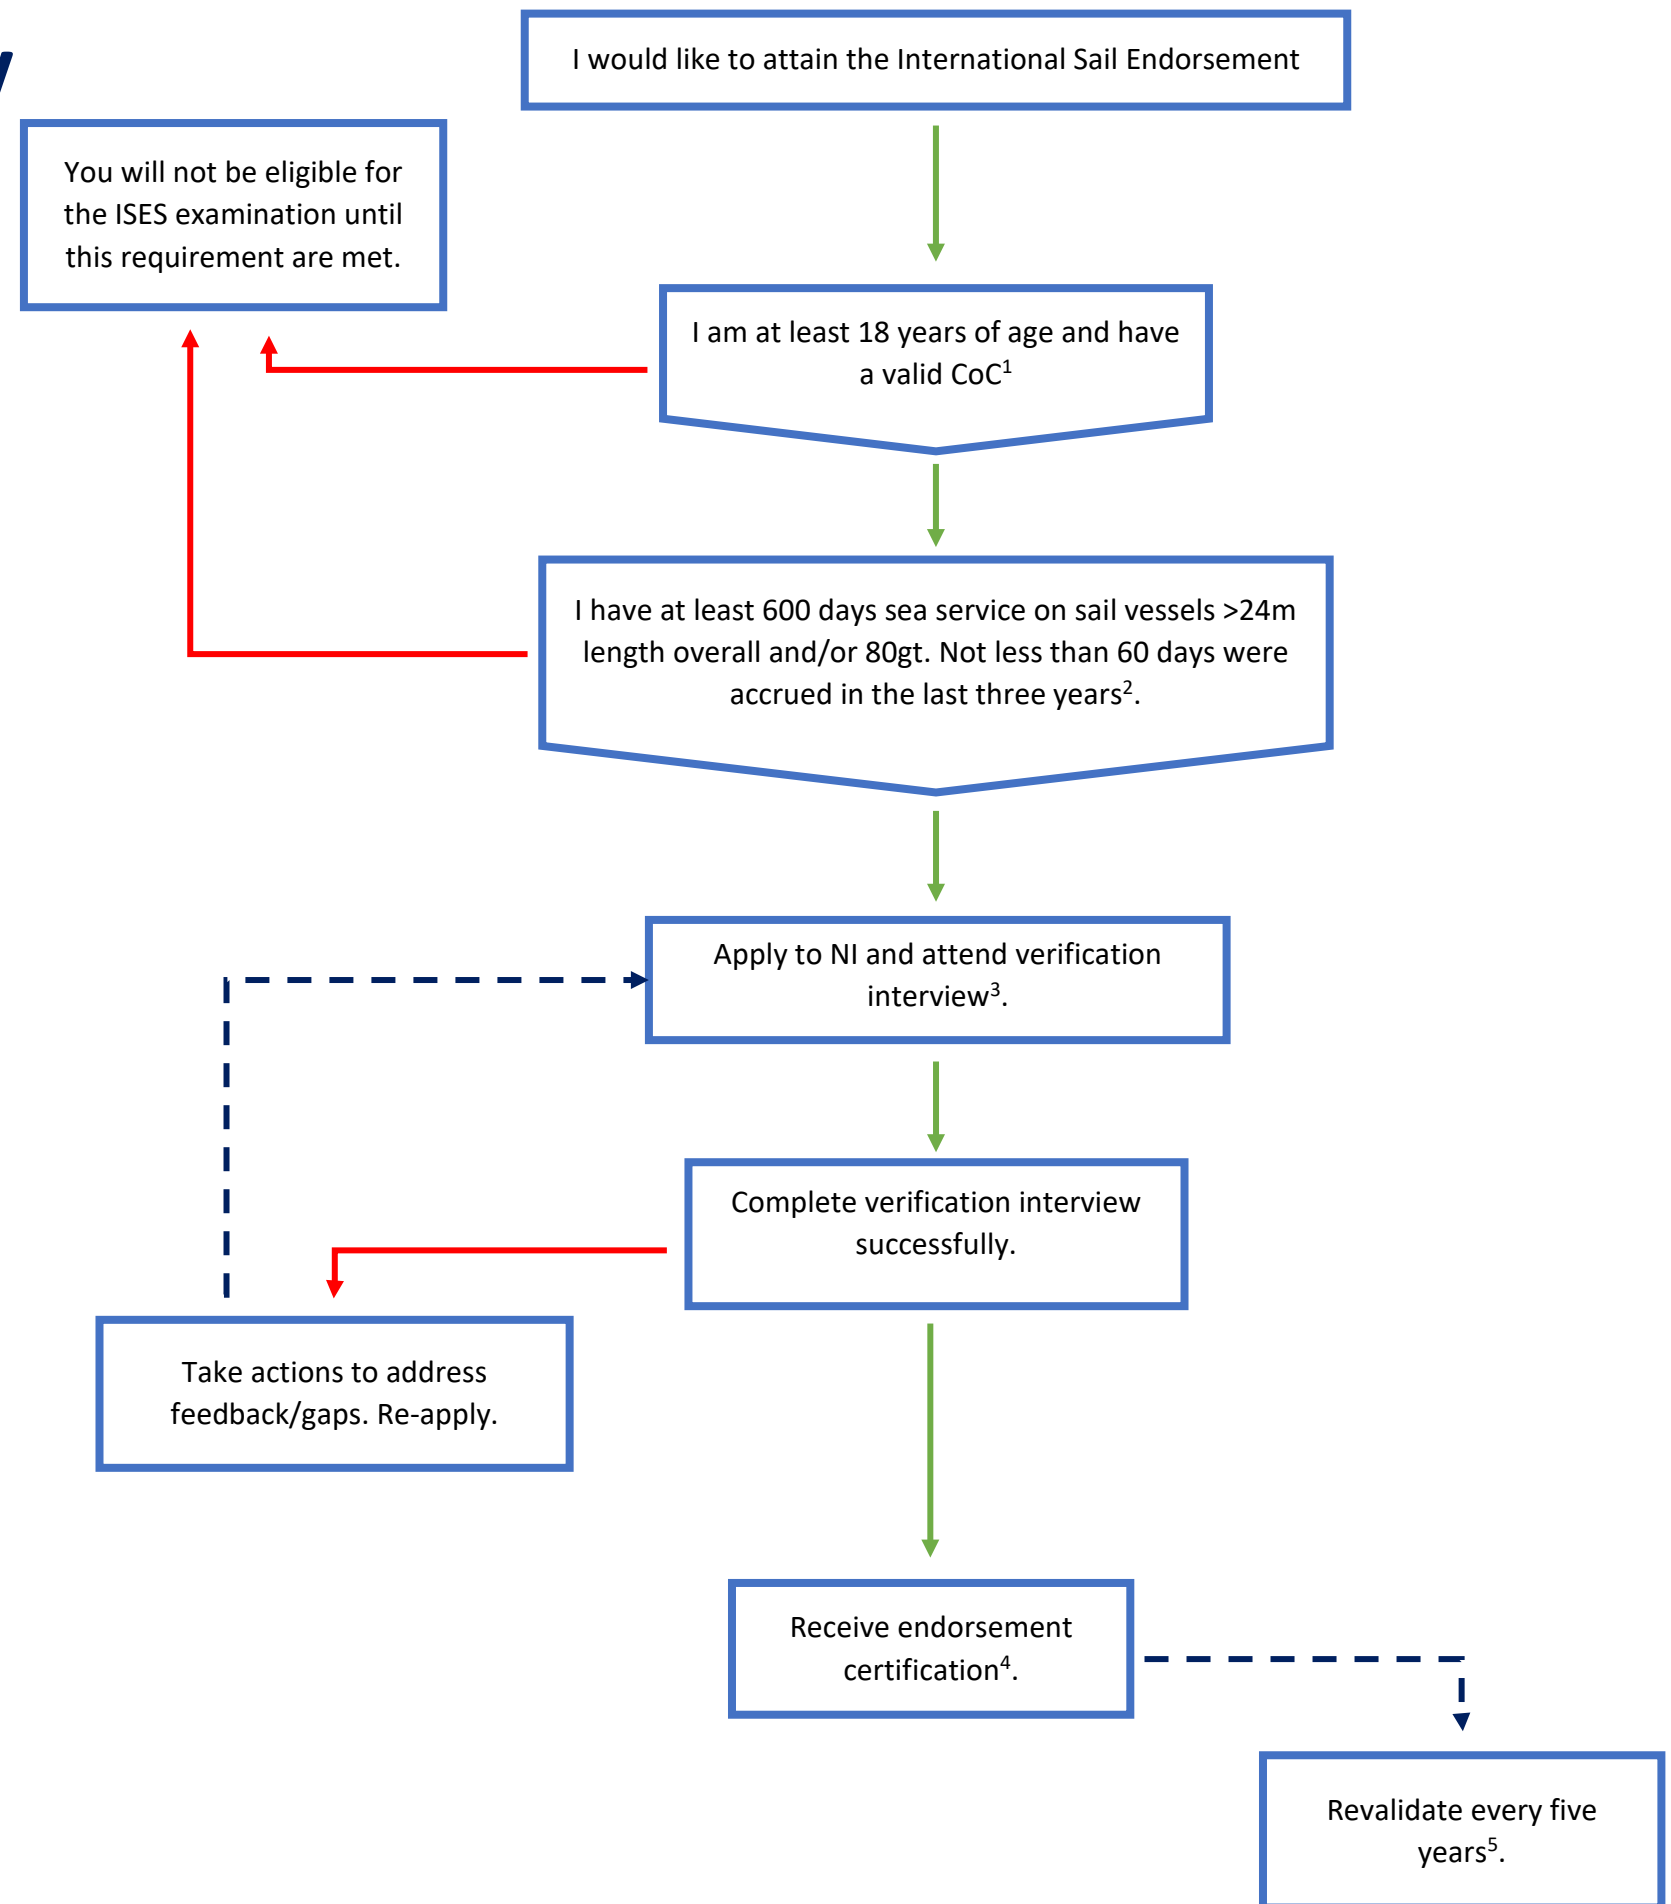 I would like to attain the International Sail Endorsement
You will not be eligible for
the ISES examination until
this requirement are met.
I am at least 18 years of age and have
a valid CoC¹
I have at least 600 days sea service on sail vessels >24m
length overall and/or 80gt. Not less than 60 days were
accrued in the last three years².
Apply to NI and attend verification
interview³.
Complete verification interview
successfully.
Take actions to address
feedback/gaps. Re-apply.
Receive endorsement
certification⁴.
Revalidate every five
years⁵.